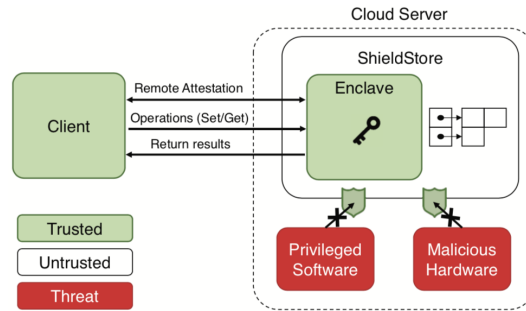 Cloud Server
ShieldStore
Remote Attestation
Enclave
Client
Operations (Set/Get)
Return results
Trusted
Untrusted
Threat
Privileged
Software
Malicious
Hardware